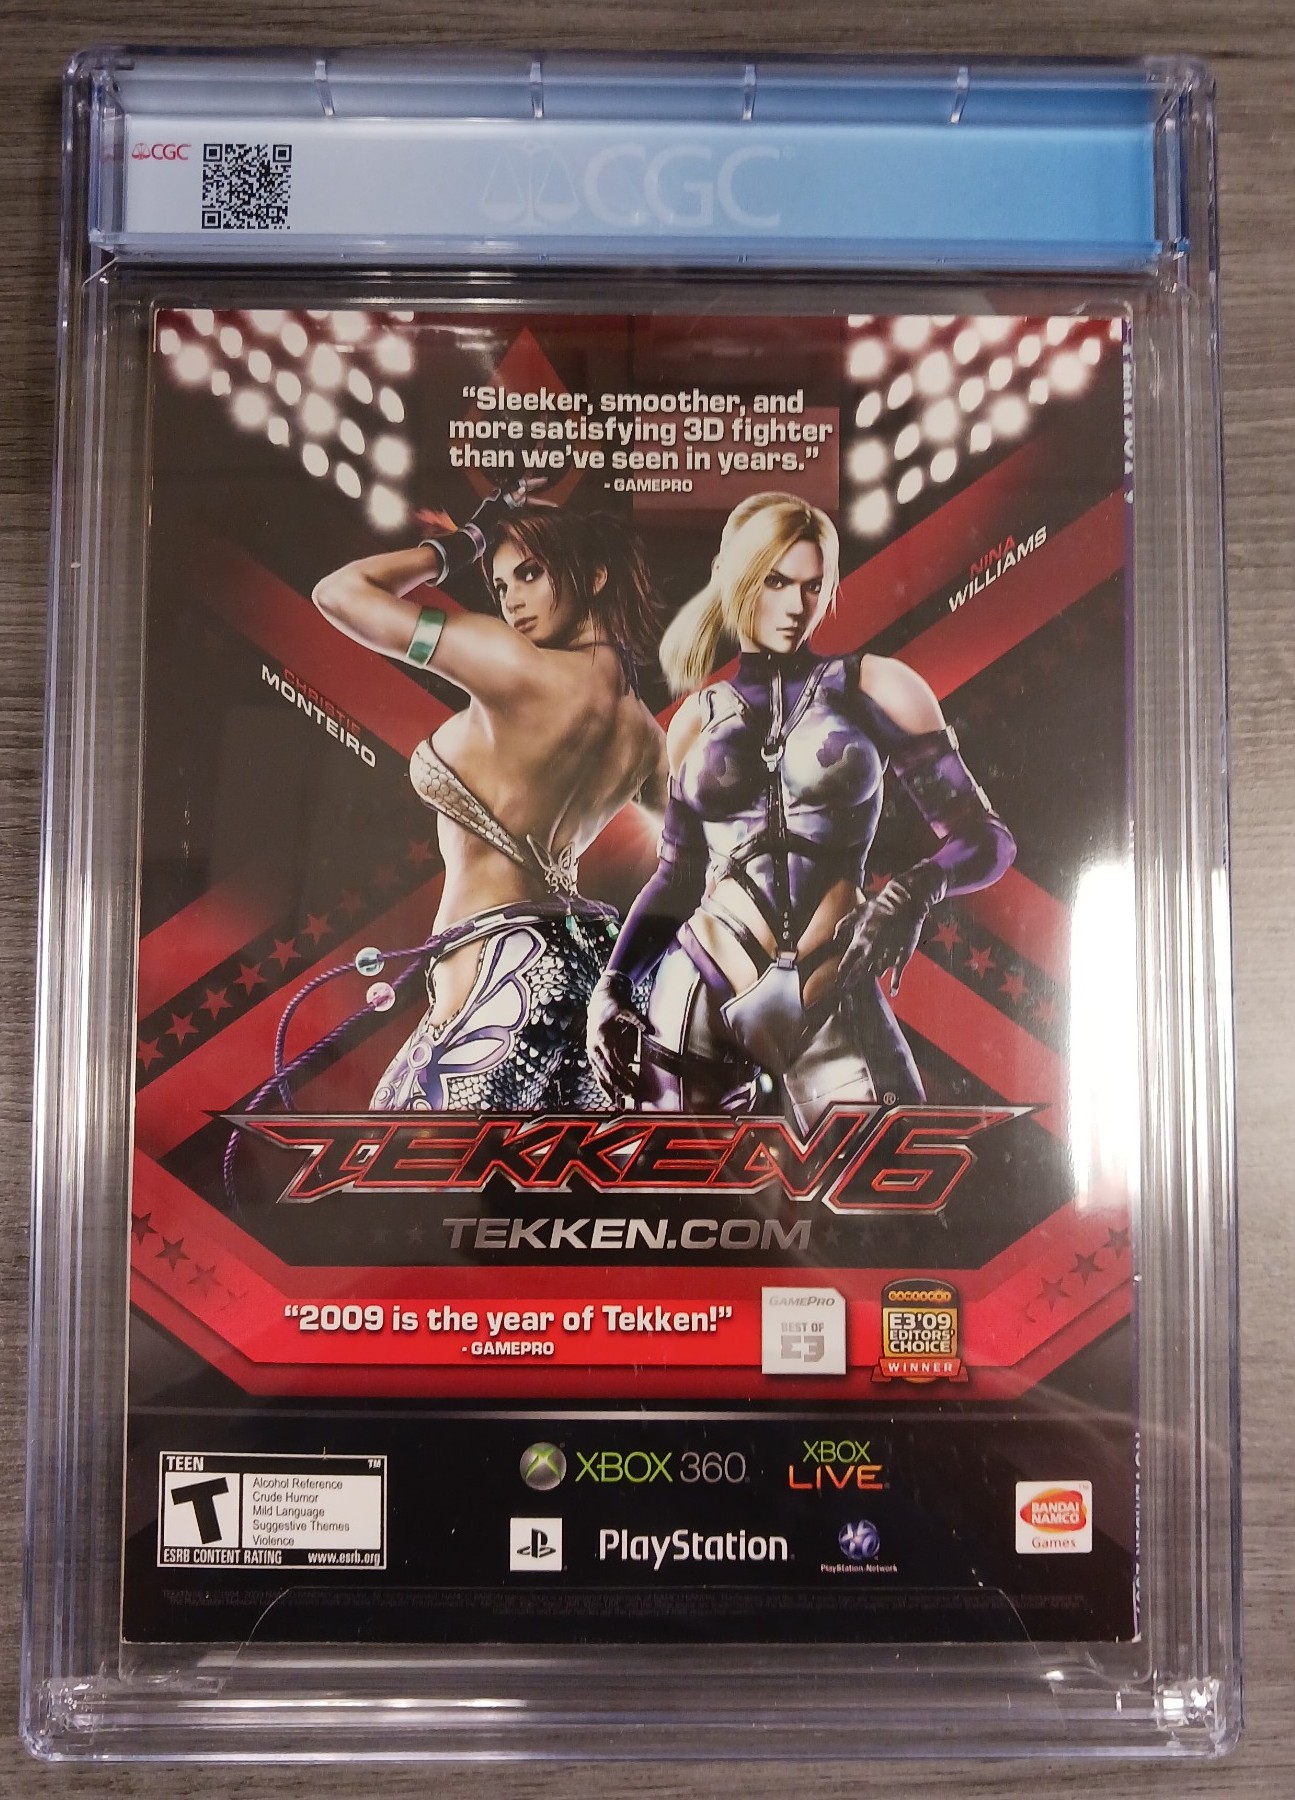 CGC
CGC
“Sleeker, smoother, and
more satisfying 3D fighter
than we’ve seen in years.”
- GAMEPRO
NINA
WILLIAMS
CHRISTIE
MONTEIRO
TEKKEN 6®
TEKKEN.COM
“2009 is the year of Tekken!”
- GAMEPRO
GAMEPRO
BEST OF
E3
E3'09
EDITORS'
CHOICE
WINNER
TEEN ™
T
Alcohol Reference
Crude Humor
Mild Language
Suggestive Themes
Violence
ESRB CONTENT RATING www.esrb.org
XBOX 360
XBOX
LIVE
PlayStation
PlayStation Network
BANDAI
NAMCO
Games